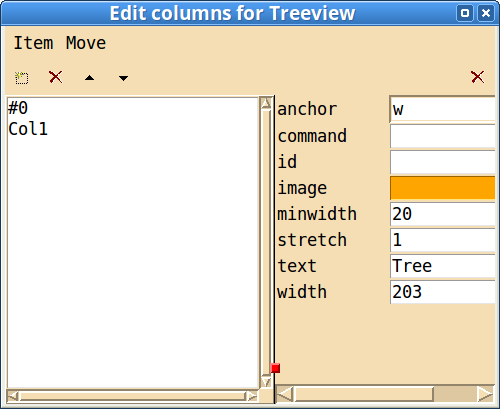 Edit columns for Treeview
Item Move
#0
Col1
anchor w
command
id
image
minwidth 20
stretch 1
text Tree
width 203